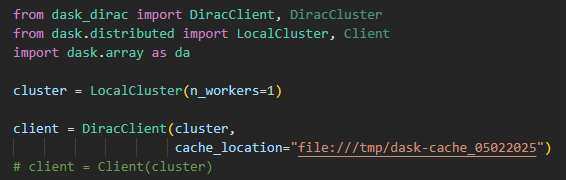 from dask_dirac import DiracClient, DiracCluster
from dask.distributed import LocalCluster, Client
import dask.array as da

cluster = LocalCluster(n_workers=1)

client = DiracClient(cluster,
                     cache_location="file:///tmp/dask-cache_05022025")
# client = Client(cluster)